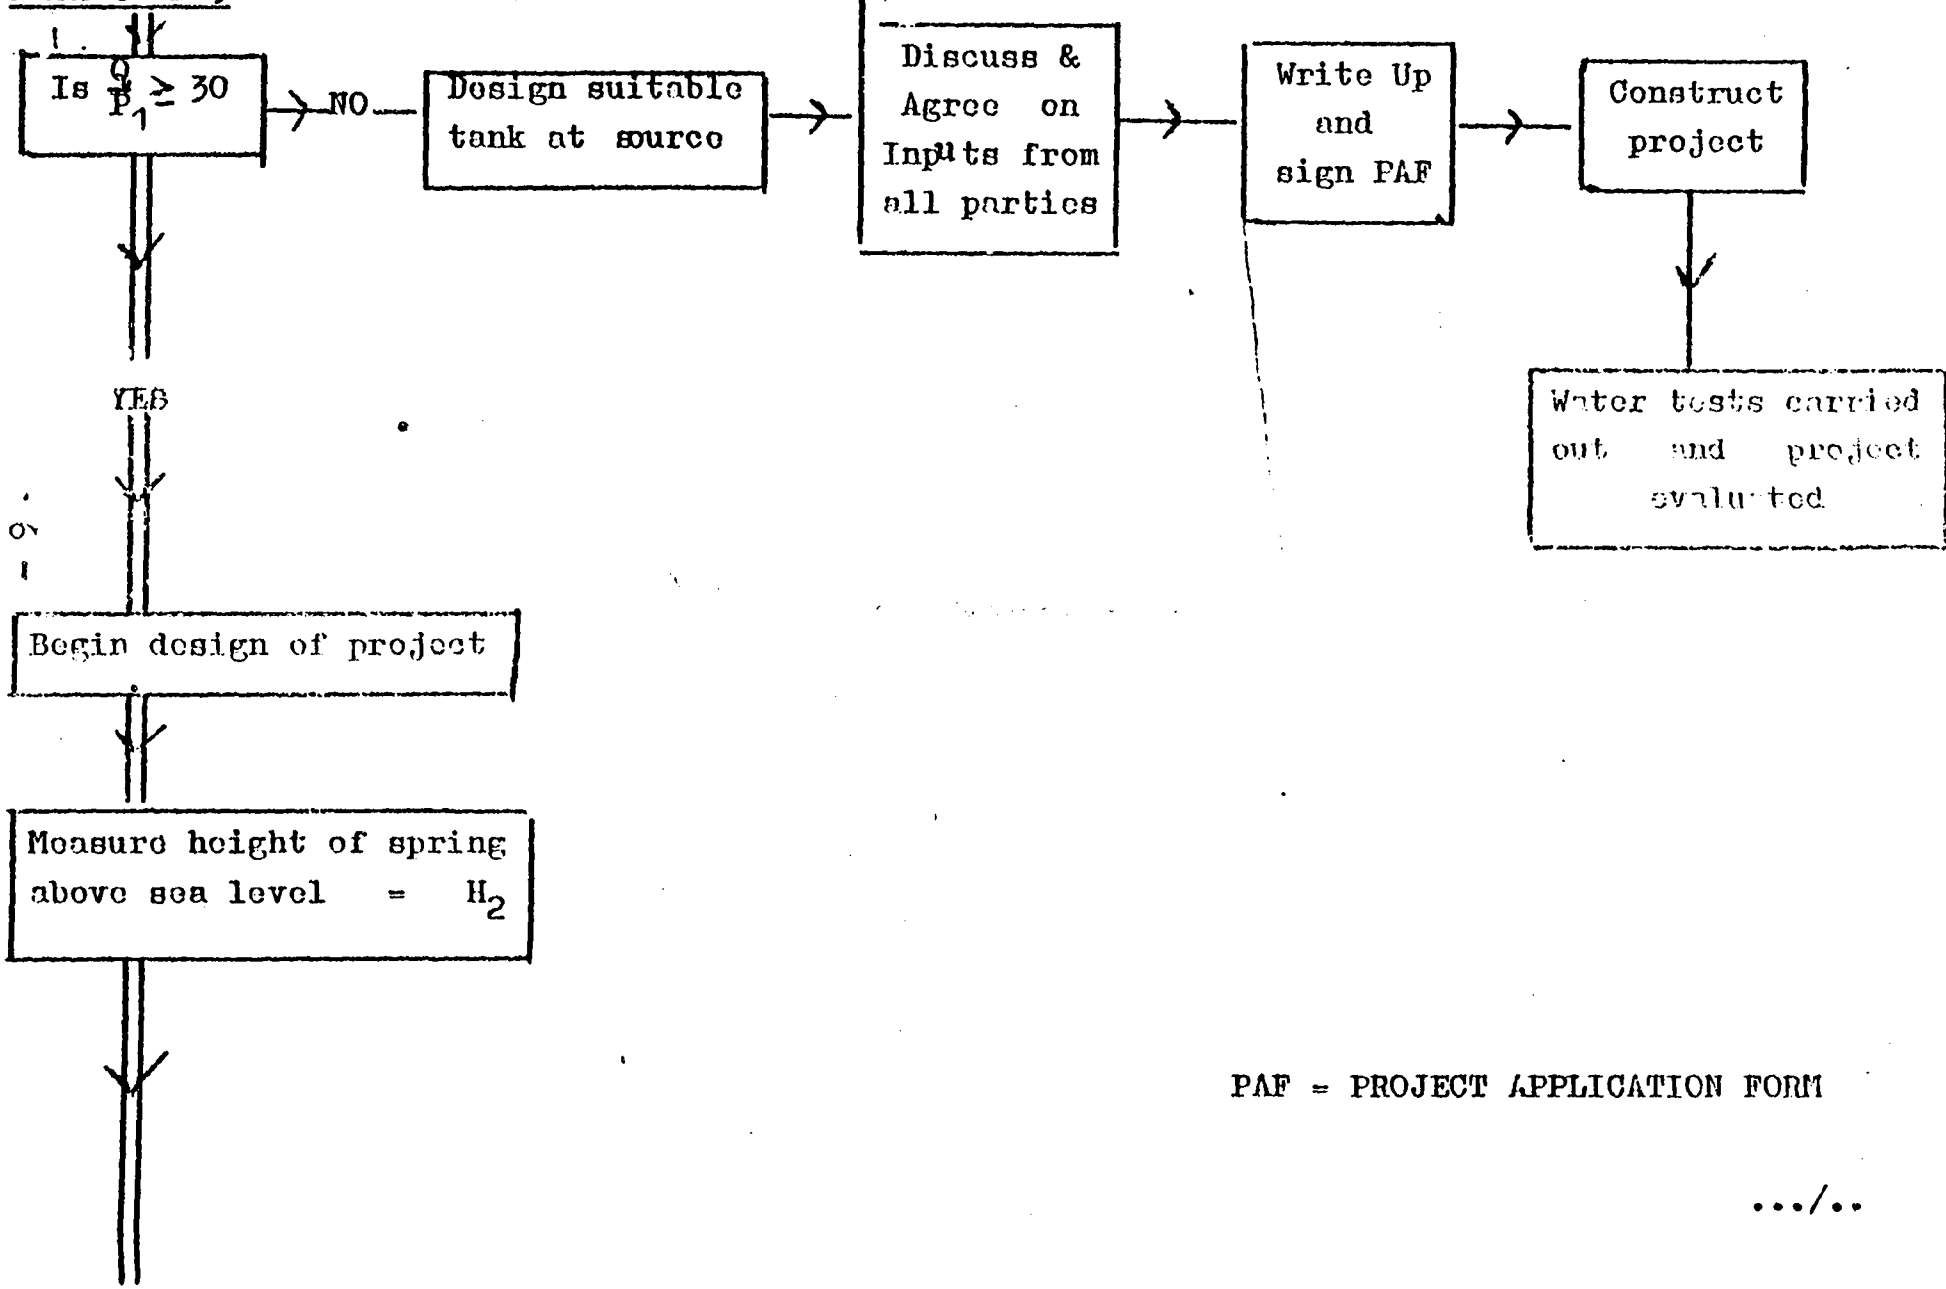 Is Q/P₁ ≥ 30
NO
Design suitable
tank at source
Discuss &
Agree on
Inputs from
all parties
Write Up
and
sign PAF
Construct
project
Water tests carried
out and project
evaluated
YES
- 9.
Begin design of project
Measure height of spring
above sea level = H₂
PAF = PROJECT APPLICATION FORM
.../..